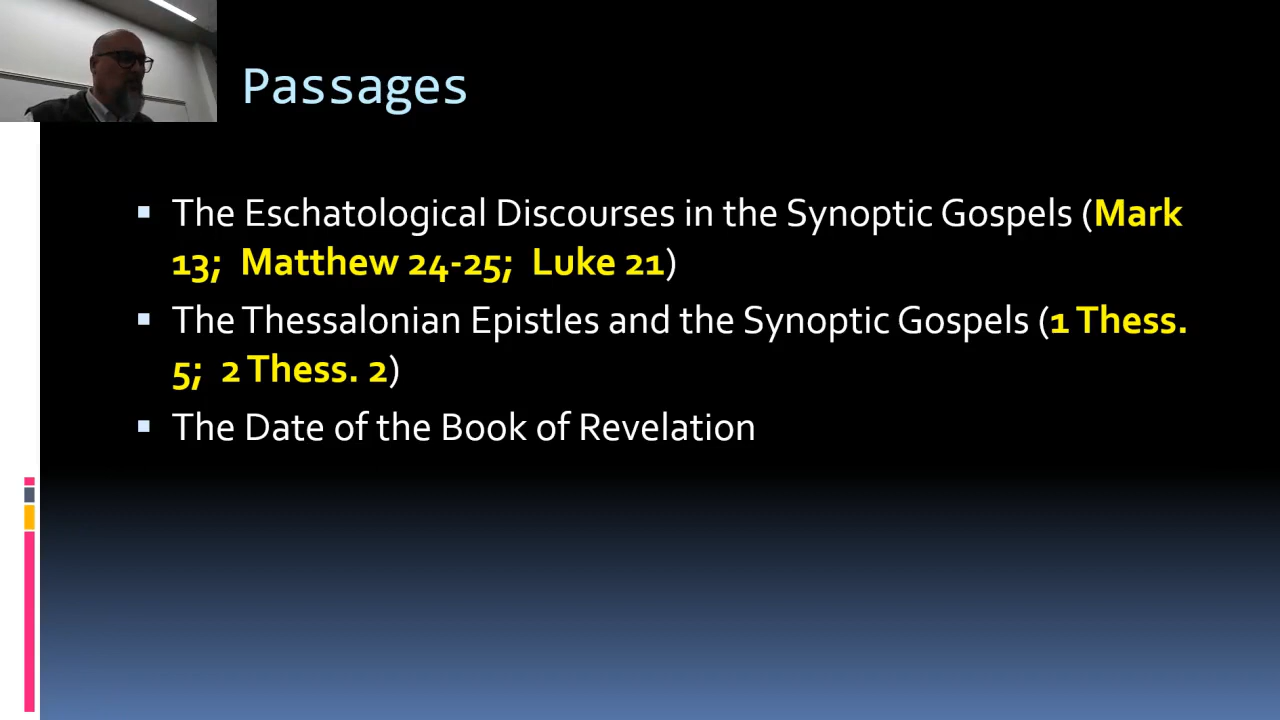 Passages
▪ The Eschatological Discourses in the Synoptic Gospels (Mark
13;  Matthew 24-25;  Luke 21)
▪ The Thessalonian Epistles and the Synoptic Gospels (1 Thess.
5;  2 Thess. 2)
▪ The Date of the Book of Revelation